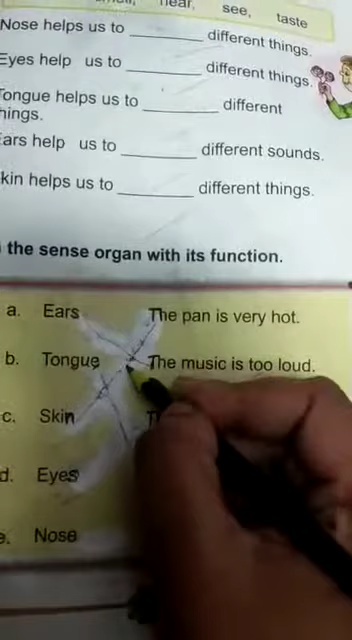 hear, see, taste
Nose helps us to ________ different things.
Eyes help us to ________ different things.
Tongue helps us to ________ different
things.
Ears help us to ________ different sounds.
kin helps us to ________ different things.
the sense organ with its function.
a. Ears The pan is very hot.
b. Tongue The music is too loud.
c. Skin
d. Eyes
e. Nose